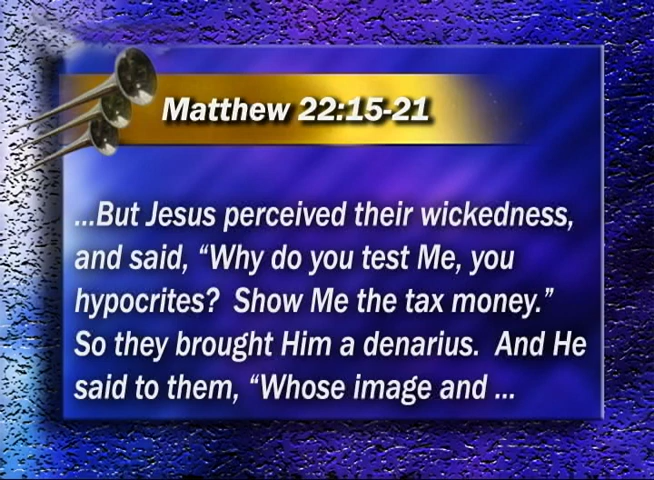 Matthew 22:15-21
...But Jesus perceived their wickedness,
and said, “Why do you test Me, you
hypocrites?  Show Me the tax money.”
So they brought Him a denarius.  And He
said to them, “Whose image and ...